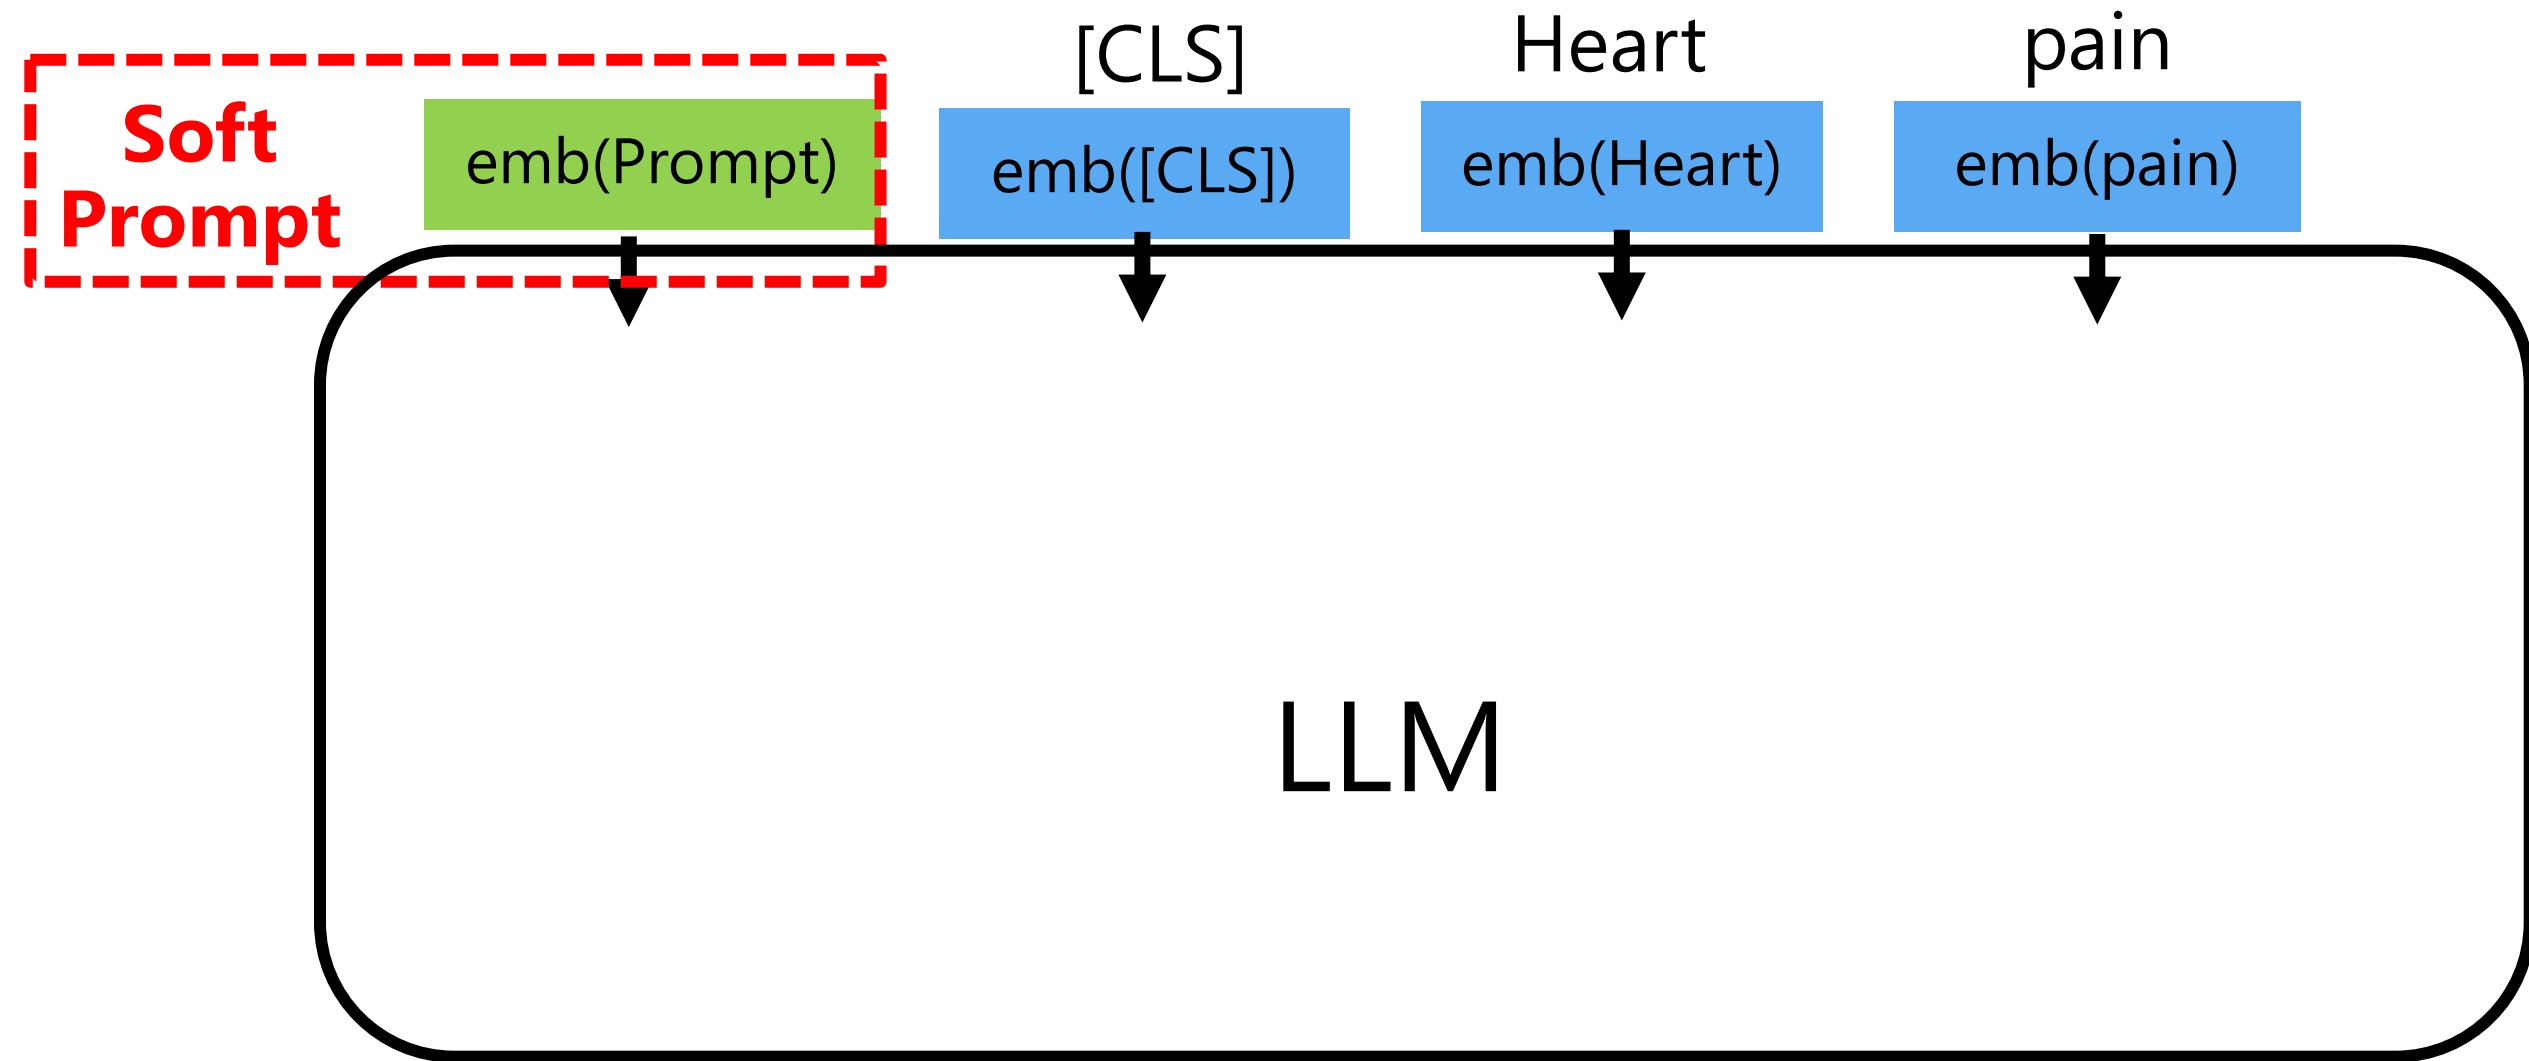 Soft
Prompt
emb(Prompt)
[CLS]
emb([CLS])
Heart
emb(Heart)
pain
emb(pain)
LLM